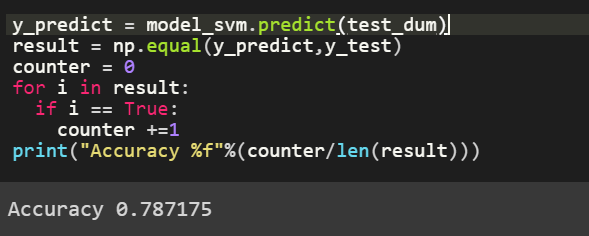 y_predict = model_svm.predict(test_dum)
result = np.equal(y_predict,y_test)
counter = 0
for i in result:
  if i == True:
    counter +=1
print("Accuracy %f"%(counter/len(result)))
Accuracy 0.787175